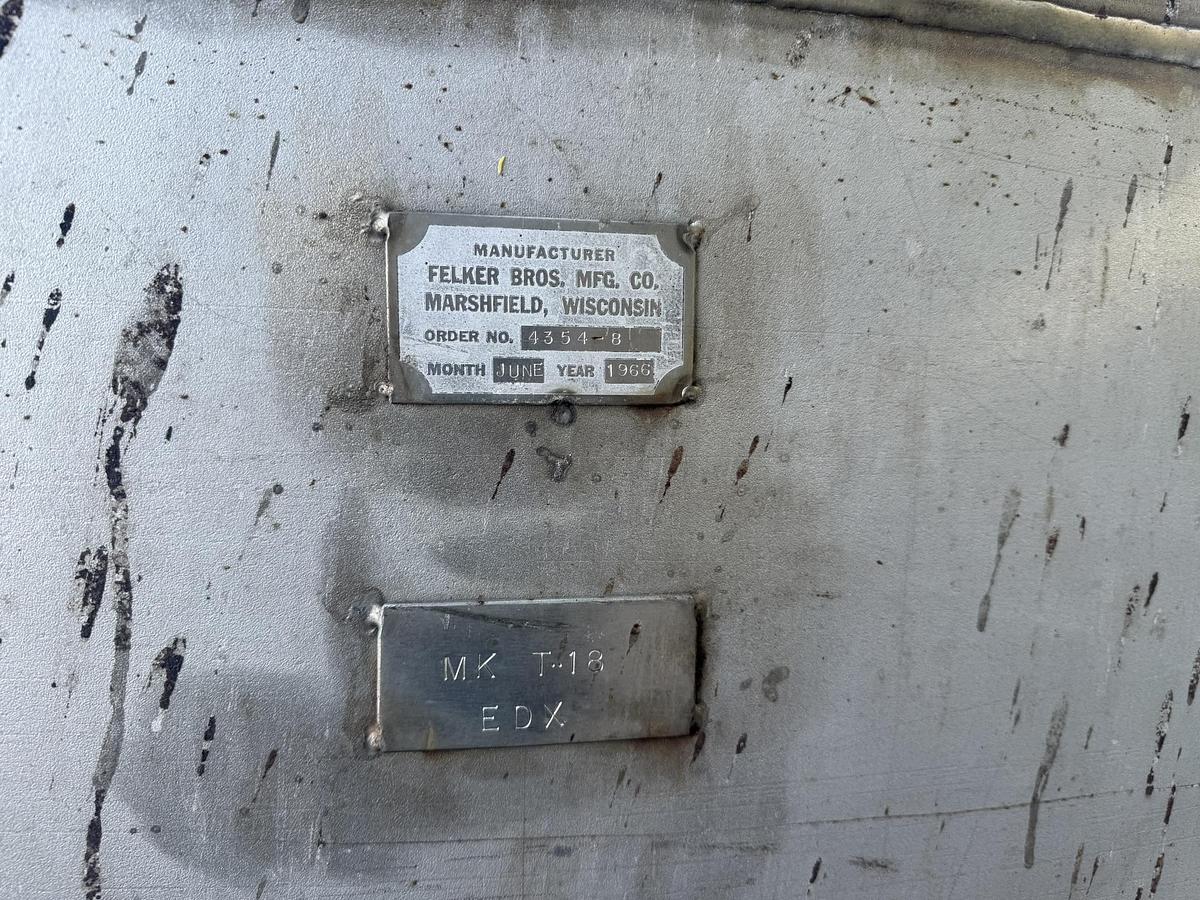 MANUFACTURER
FELKER BROS. MFG. CO.
MARSHFIELD, WISCONSIN
ORDER NO. 4354-8
MONTH JUNE YEAR 1966
MK T-18
EDX